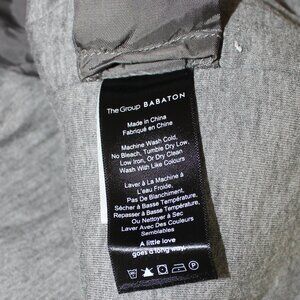 The Group BABATON
Made in China
Fabriqué en Chine
Machine Wash Cold,
No Bleach, Tumble Dry Low,
Low Iron, Or Dry Clean
Wash With Like Colours
Laver à La Machine à
L'eau Froide,
Pas De Blanchiment,
Sécher à Basse Température,
Repasser à Basse Température,
Ou Nettoyer à Sec
Laver Avec Des Couleurs
Semblables
A little love
goes a long way.